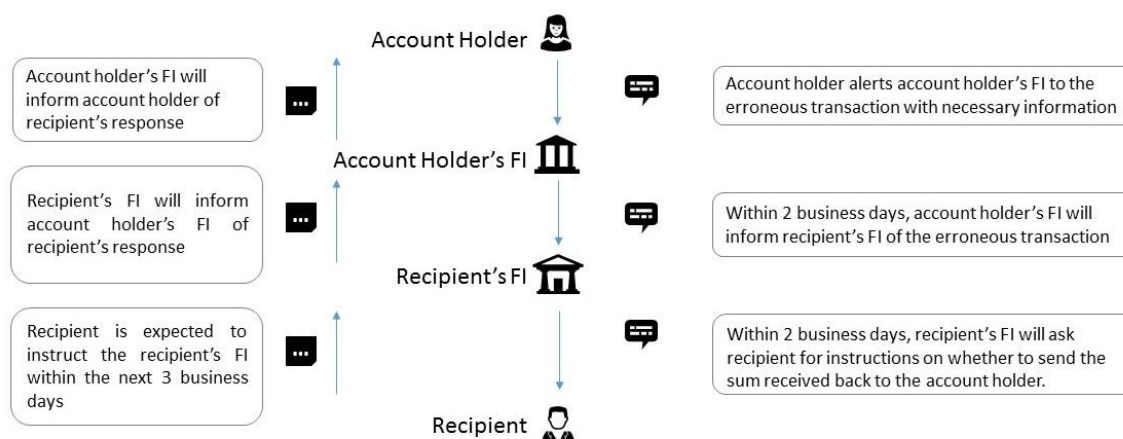 Account Holder
Account holder's FI will
inform account holder of
recipient's response
Account holder alerts account holder's FI to the
erroneous transaction with necessary information
Account Holder's FI
Recipient's FI will inform
account holder's FI of
recipient's response
Within 2 business days, account holder's FI will
inform recipient's FI of the erroneous transaction
Recipient's FI
Recipient is expected to
instruct the recipient's FI
within the next 3 business
days
Within 2 business days, recipient's FI will ask
recipient for instructions on whether to send the
sum received back to the account holder.
Recipient